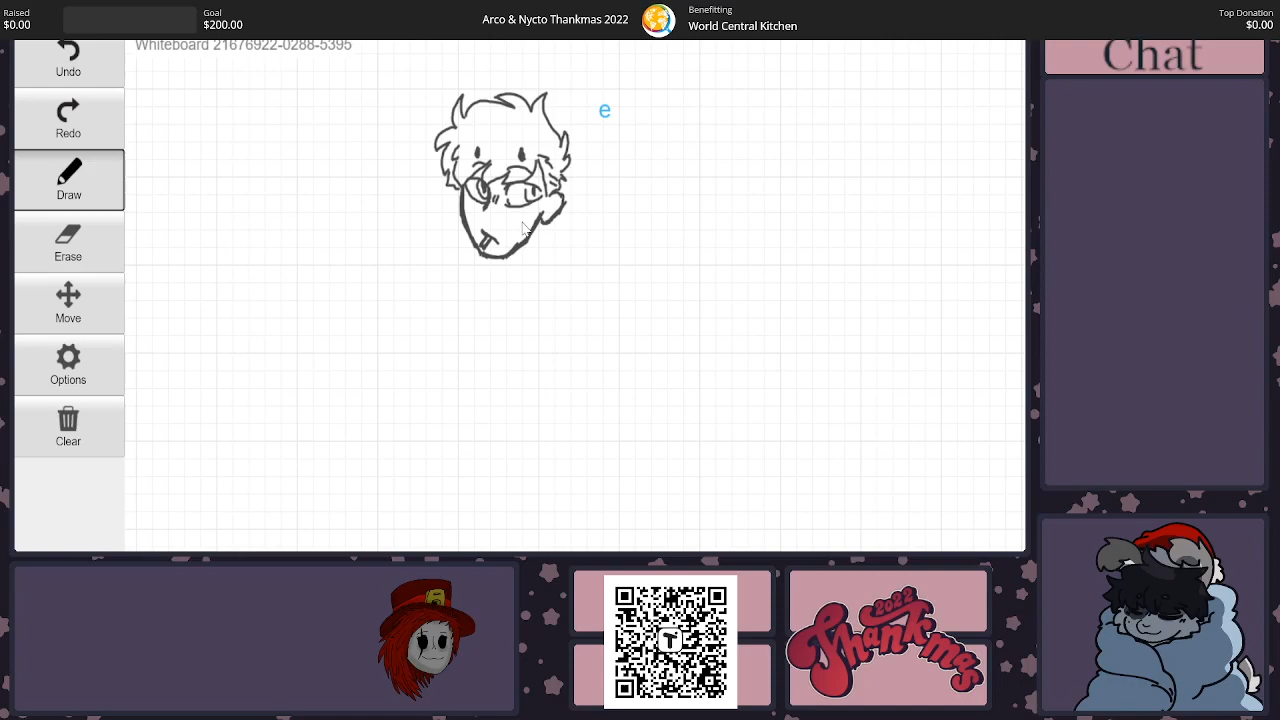 Raised
$0.00
Goal
$200.00
Arco & Nycto Thankmas 2022
Benefitting
World Central Kitchen
Top Donation
$0.00
Whiteboard 21676922-0288-5395
Undo
Redo
Draw
Erase
Move
Options
Clear
e
Chat
T
2022
Thankmas